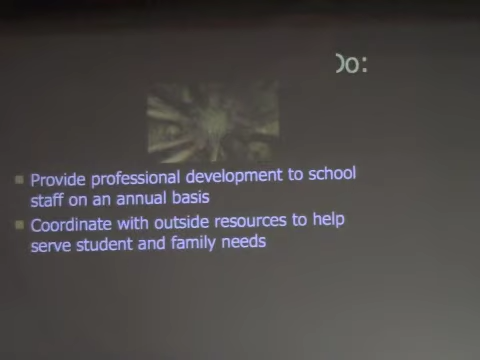 Do:
Provide professional development to school
staff on an annual basis
Coordinate with outside resources to help
serve student and family needs